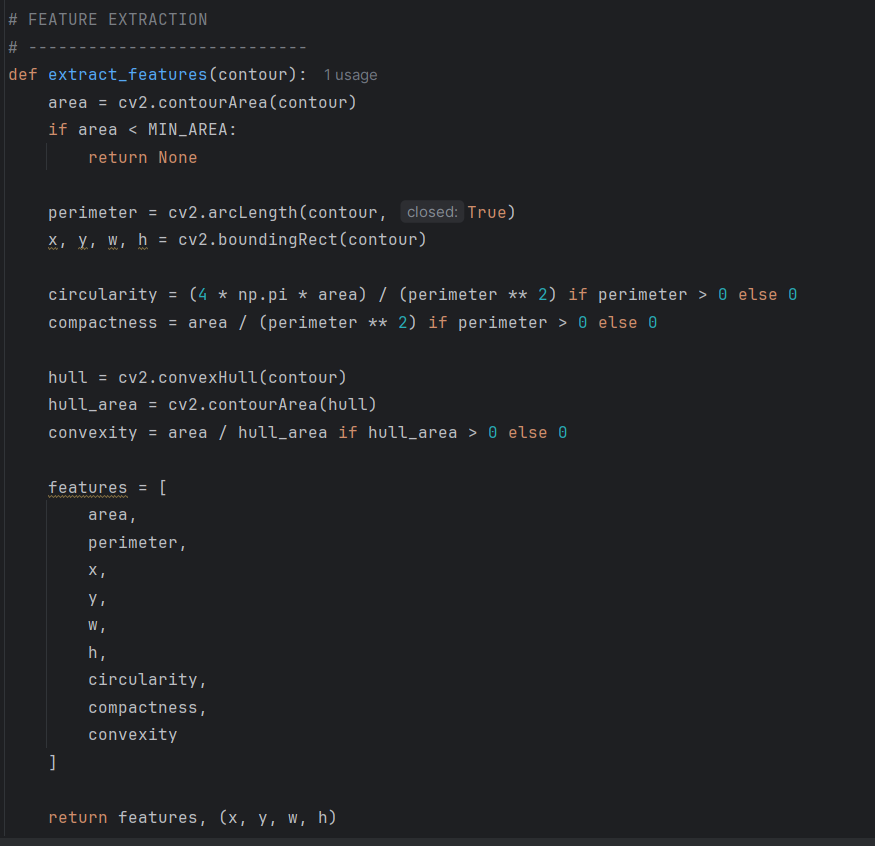 # FEATURE EXTRACTION
# ----------------------------
def extract_features(contour):  1 usage
    area = cv2.contourArea(contour)
    if area < MIN_AREA:
        return None

    perimeter = cv2.arcLength(contour,  closed: True)
    x, y, w, h = cv2.boundingRect(contour)

    circularity = (4 * np.pi * area) / (perimeter ** 2) if perimeter > 0 else 0
    compactness = area / (perimeter ** 2) if perimeter > 0 else 0

    hull = cv2.convexHull(contour)
    hull_area = cv2.contourArea(hull)
    convexity = area / hull_area if hull_area > 0 else 0

    features = [
        area,
        perimeter,
        x,
        y,
        w,
        h,
        circularity,
        compactness,
        convexity
    ]

    return features, (x, y, w, h)